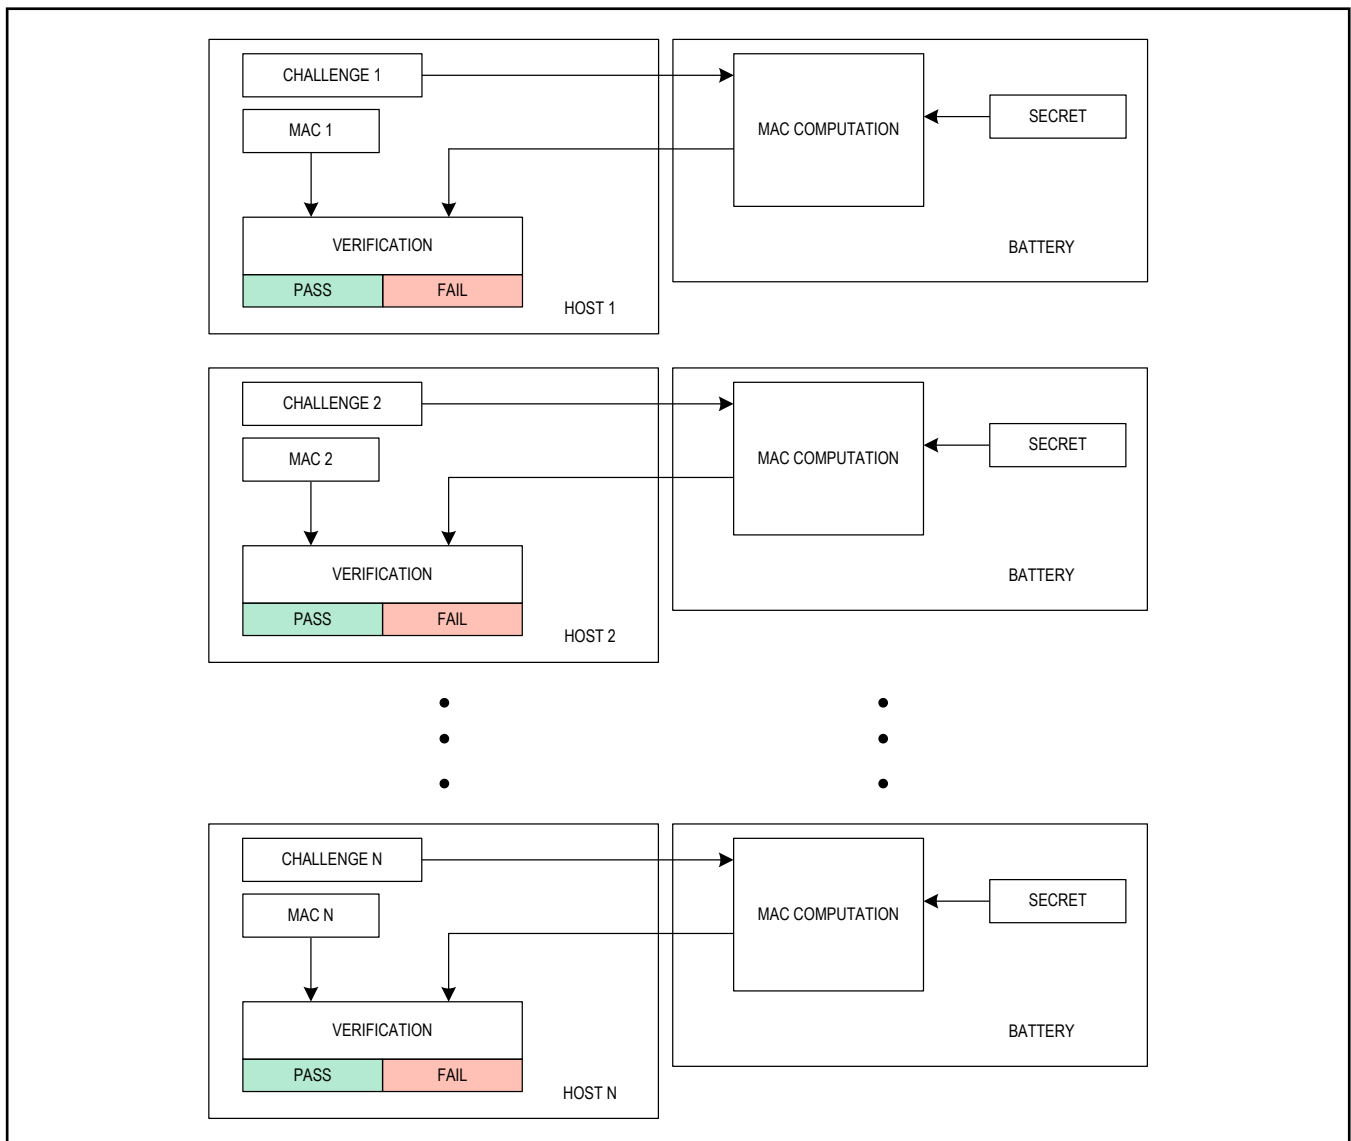 CHALLENGE 1
MAC 1
MAC COMPUTATION
SECRET
VERIFICATION
PASS
FAIL
HOST 1
BATTERY
CHALLENGE 2
MAC 2
MAC COMPUTATION
SECRET
VERIFICATION
PASS
FAIL
HOST 2
BATTERY
CHALLENGE N
MAC N
MAC COMPUTATION
SECRET
VERIFICATION
PASS
FAIL
HOST N
BATTERY